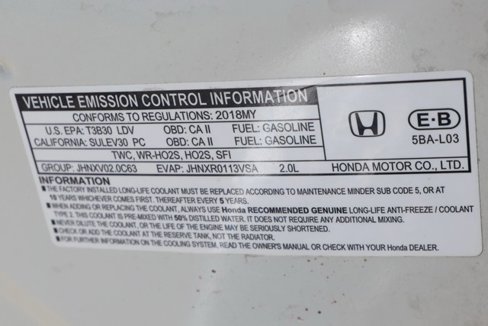 VEHICLE EMISSION CONTROL INFORMATION
CONFORMS TO REGULATIONS: 2018MY
U.S. EPA: T3B30 LDV OBD: CA II FUEL: GASOLINE
CALIFORNIA: SULEV30 PC OBD: CA II FUEL: GASOLINE
TWC, WR-HO2S, HO2S, SFI
GROUP: JHNXV02.0C63 EVAP: JHNXR0113VSA 2.0L
E·B
5BA-L03
HONDA MOTOR CO., LTD.
INFORMATION
■ THE FACTORY INSTALLED LONG-LIFE COOLANT MUST BE REPLACED ACCORDING TO MAINTENANCE MINDER SUB CODE 5, OR AT
10 YEARS WHICHEVER COMES FIRST, THEREAFTER EVERY 5 YEARS.
■ WHEN ADDING OR REPLACING THE COOLANT, ALWAYS USE Honda RECOMMENDED GENUINE LONG-LIFE ANTI-FREEZE / COOLANT
TYPE 2. THIS COOLANT IS PRE-MIXED WITH 50% DISTILLED WATER. IT DOES NOT REQUIRE ANY ADDITIONAL MIXING.
■ NEVER DILUTE THE COOLANT WITH WATER, OR THE LIFE OF THE ENGINE MAY BE SERIOUSLY SHORTENED BY CORROSION.
■ CHECK OR ADD THE COOLANT AT THE RESERVE TANK, NOT THE RADIATOR.
■ FOR FURTHER INFORMATION ON THE COOLING SYSTEM, READ THE OWNER'S MANUAL OR CHECK WITH YOUR Honda DEALER.